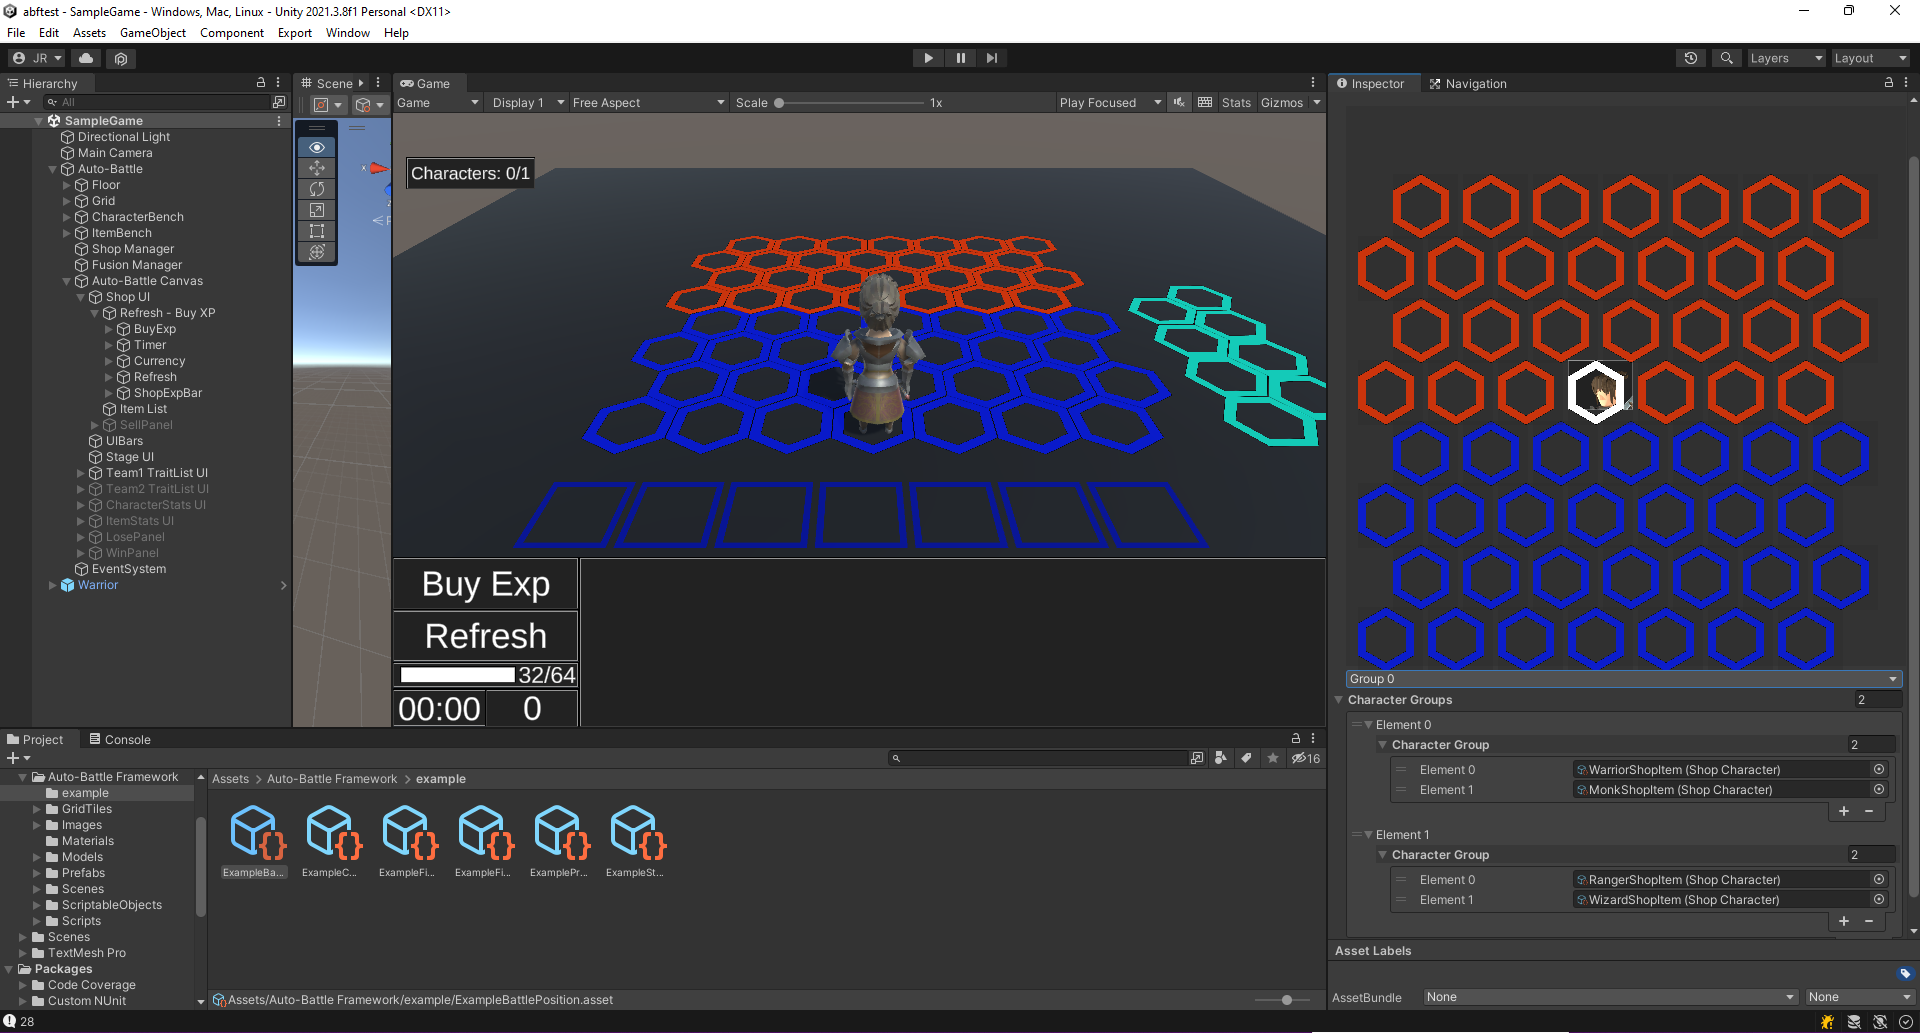 abftest - SampleGame - Windows, Mac, Linux - Unity 2021.3.8f1 Personal <DX11>
File Edit Assets GameObject Component Export Window Help
JR Layers Layout
Hierarchy
All
SampleGame
Directional Light
Main Camera
Auto-Battle
Floor
Grid
CharacterBench
ItemBench
Shop Manager
Fusion Manager
Auto-Battle Canvas
Shop UI
Refresh - Buy XP
BuyExp
Timer
Currency
Refresh
ShopExpBar
Item List
SellPanel
UIBars
Stage UI
Team1 TraitList UI
Team2 TraitList UI
CharacterStats UI
ItemStats UI
LosePanel
WinPanel
EventSystem
Warrior
Scene
Game
Game Display 1 Free Aspect Scale 1x Play Focused Stats Gizmos
Characters: 0/1
Buy Exp
Refresh
32/64
00:00 0
Inspector Navigation
Group 0
Character Groups 2
Element 0
Character Group 2
Element 0 WarriorShopItem (Shop Character)
Element 1 MonkShopItem (Shop Character)
Element 1
Character Group 2
Element 0 RangerShopItem (Shop Character)
Element 1 WizardShopItem (Shop Character)
Asset Labels
AssetBundle None None
Project Console
16
Auto-Battle Framework
example
GridTiles
Images
Materials
Models
Prefabs
Scenes
ScriptableObjects
Scripts
Scenes
TextMesh Pro
Packages
Code Coverage
Custom NUnit
Assets > Auto-Battle Framework > example
ExampleBa... ExampleC... ExampleFi... ExampleFi... ExamplePr... ExampleSt...
Assets/Auto-Battle Framework/example/ExampleBattlePosition.asset
28